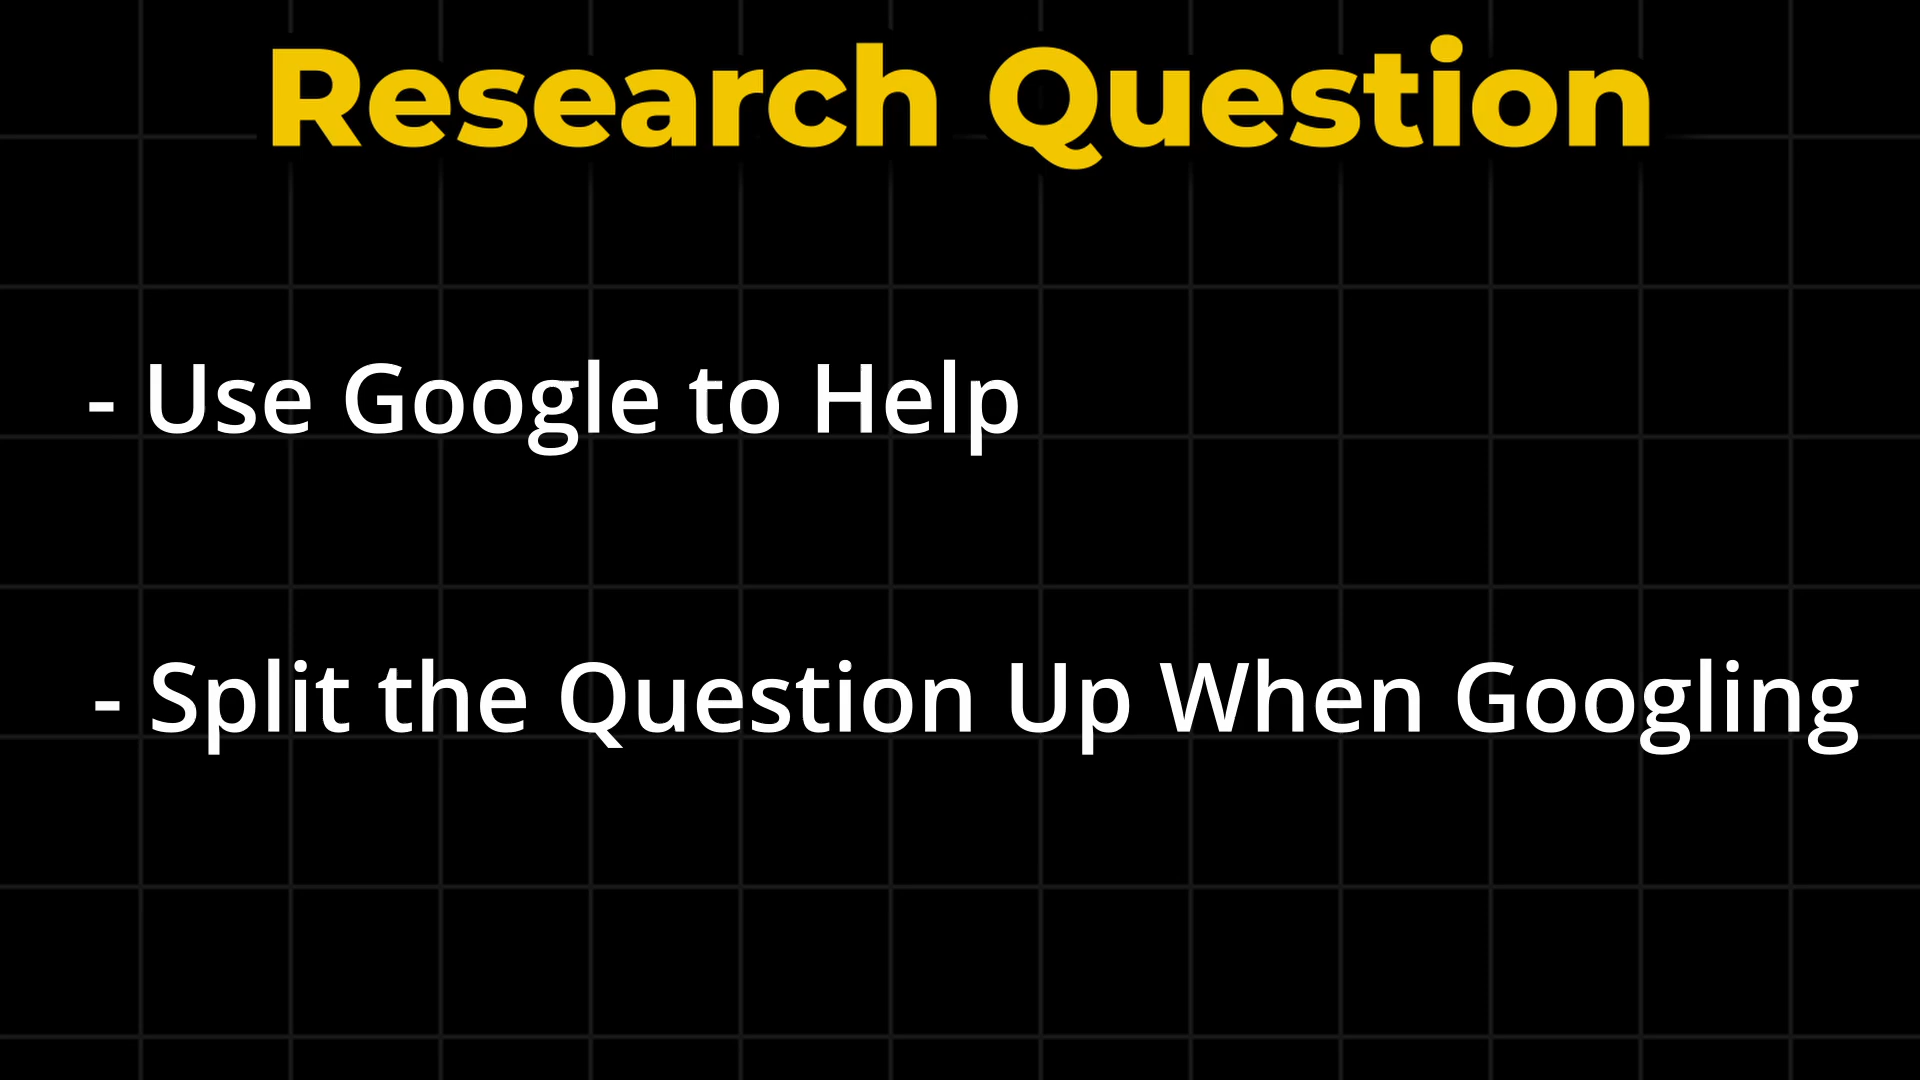 Research Question
- Use Google to Help
- Split the Question Up When Googling